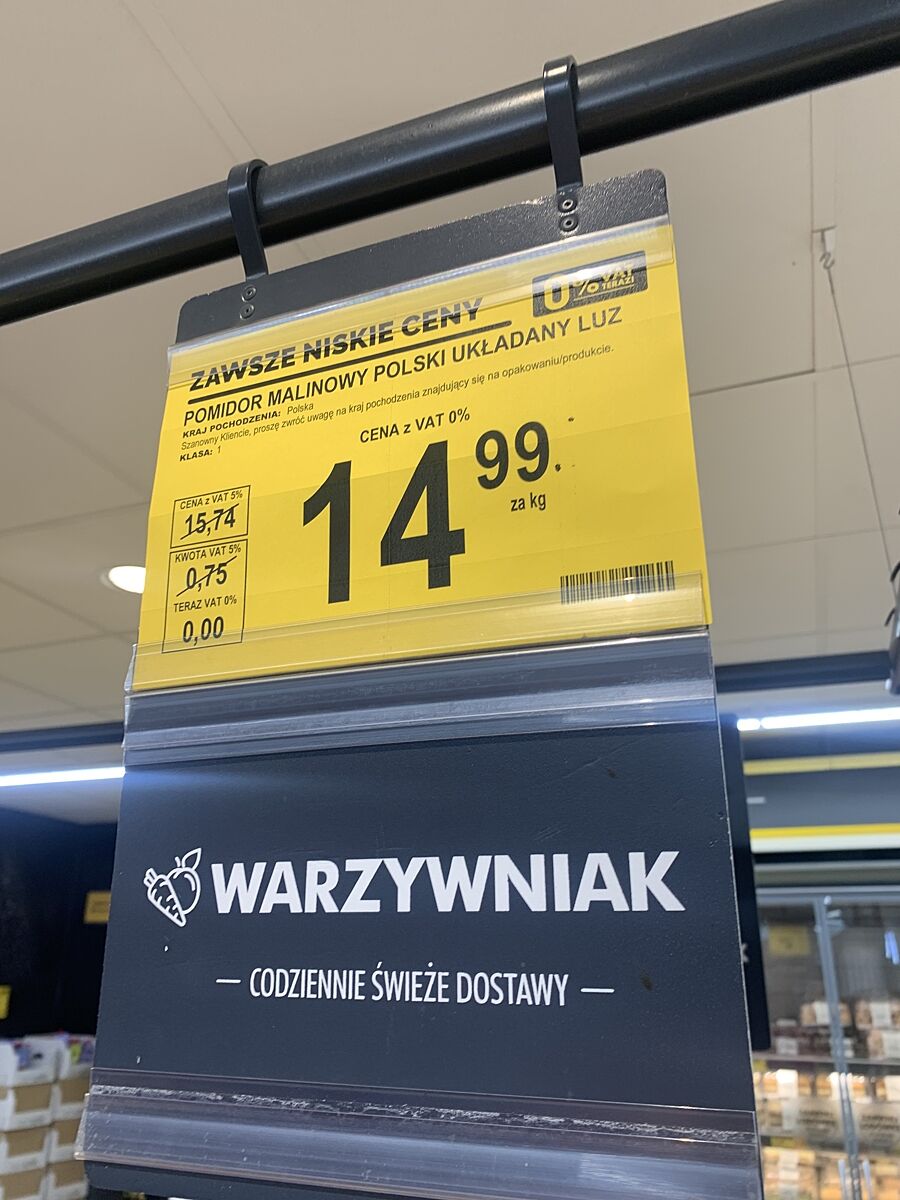 0% VAT TERAZ!
ZAWSZE NISKIE CENY
POMIDOR MALINOWY POLSKI UKŁADANY LUZ
KRAJ POCHODZENIA: Polska
Szanowny Kliencie, proszę zwróć uwagę na kraj pochodzenia znajdujący się na opakowaniu/produkcie.
KLASA: 1
CENA z VAT 0%
14 99
za kg
CENA z VAT 5%
15,74
KWOTA VAT 5%
0,75
TERAZ VAT 0%
0,00
WARZYWNIAK
— CODZIENNIE ŚWIEŻE DOSTAWY —